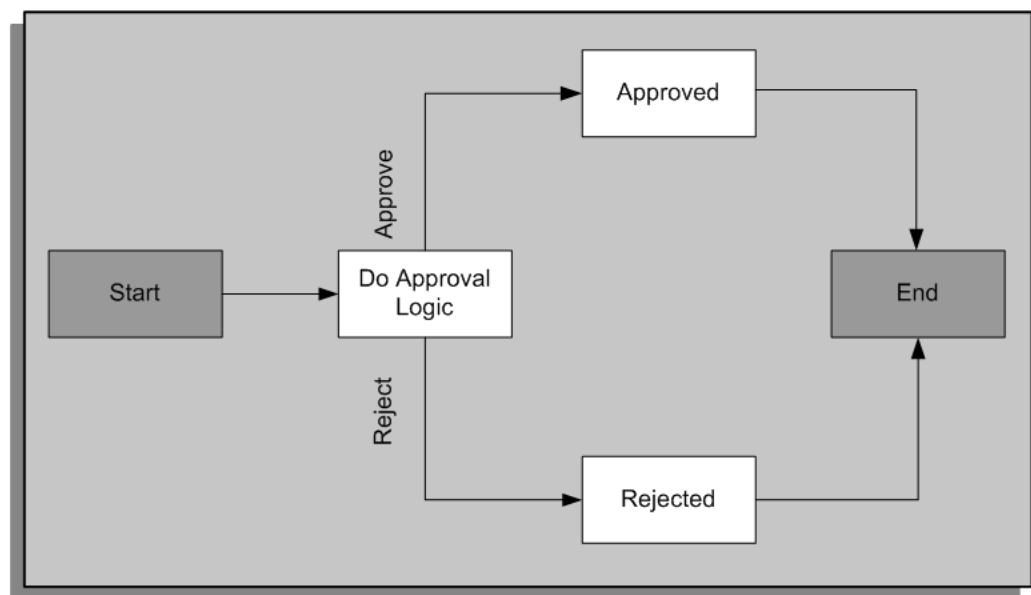 Approved
Approve
Start
Do Approval
Logic
End
Reject
Rejected